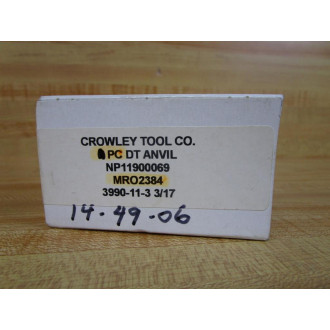 CROWLEY TOOL CO.
PC DT ANVIL
NP11900069
MRO2384
3990-11-3 3/17
14-49-06